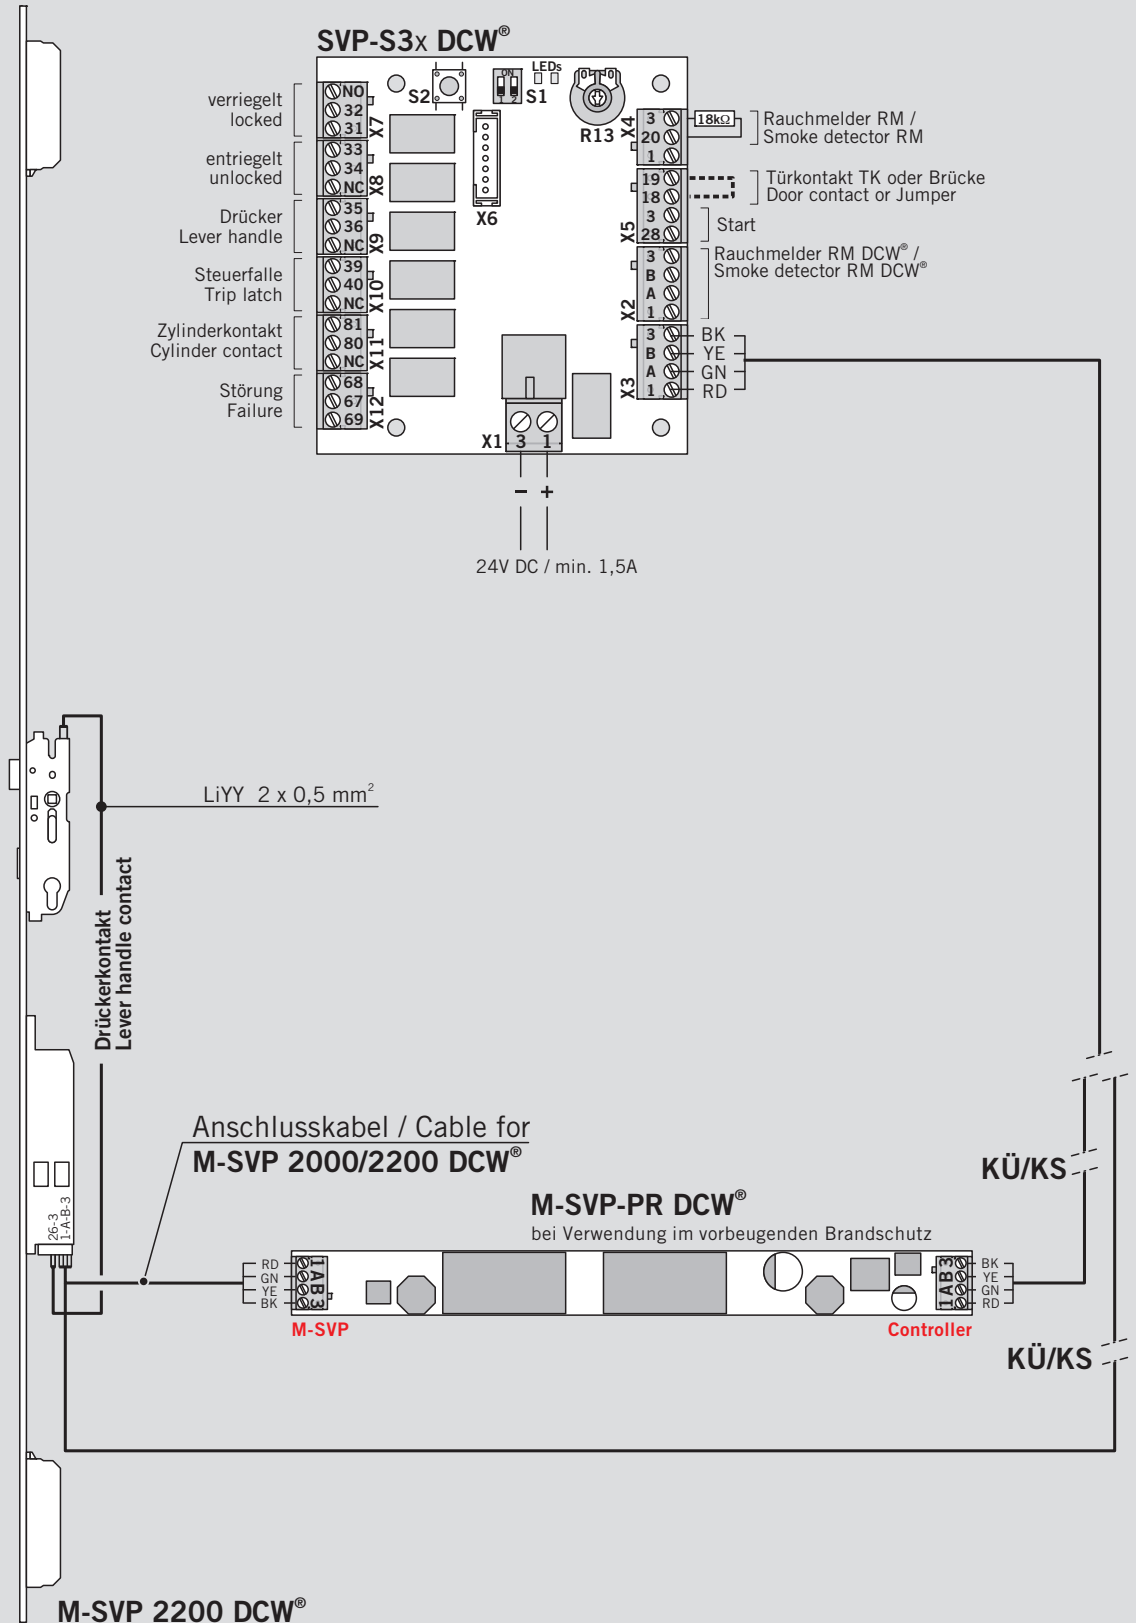 SVP-S3x DCW®
verriegelt
locked
entriegelt
unlocked
Drücker
Lever handle
Steuerfalle
Trip latch
Zylinderkontakt
Cylinder contact
Störung
Failure
NO
32
31
X7
33
34
NC
X8
35
36
NC
X9
39
40
NC
X10
81
80
NC
X11
68
67
69
X12
S2
ON
1 2
S1
LEDs
R13
X6
X4
3
20
1
18kΩ
Rauchmelder RM /
Smoke detector RM
X5
19
18
3
28
Türkontakt TK oder Brücke
Door contact or Jumper
Start
X2
3
B
A
1
Rauchmelder RM DCW® /
Smoke detector RM DCW®
X3
3
B
A
1
BK
YE
GN
RD
X1 3 1
– +
24V DC / min. 1,5A
LiYY 2 x 0,5 mm²
Drückerkontakt
Lever handle contact
Anschlusskabel / Cable for
M-SVP 2000/2200 DCW®
26-3
1-A-B-3
KÜ/KS
M-SVP-PR DCW®
bei Verwendung im vorbeugenden Brandschutz
RD
GN
YE
BK
1AB3
M-SVP
1AB3
BK
YE
GN
RD
Controller
KÜ/KS
M-SVP 2200 DCW®